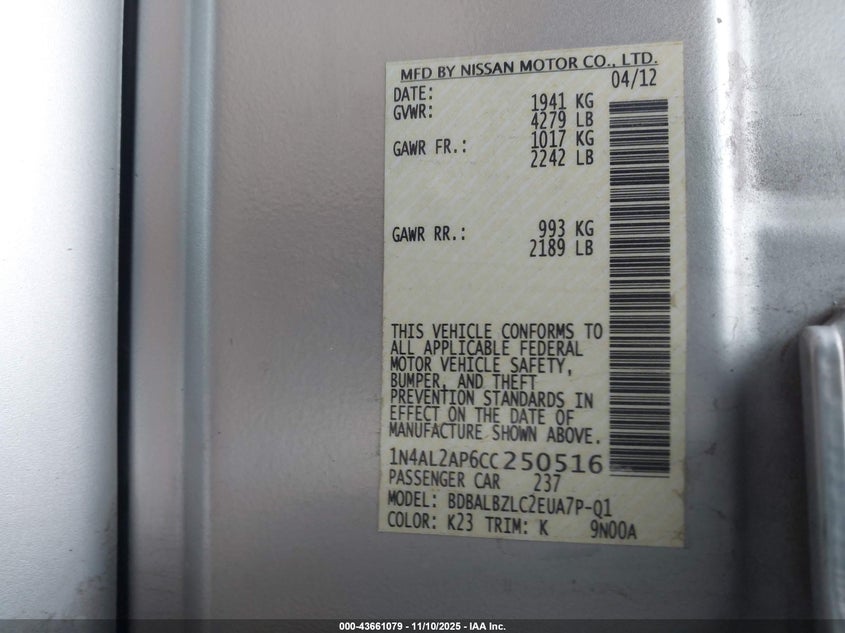 MFD BY NISSAN MOTOR CO., LTD.
DATE: 04/12
GVWR: 1941 KG
4279 LB
GAWR FR.: 1017 KG
2242 LB
GAWR RR.: 993 KG
2189 LB
THIS VEHICLE CONFORMS TO
ALL APPLICABLE FEDERAL
MOTOR VEHICLE SAFETY,
BUMPER, AND THEFT
PREVENTION STANDARDS IN
EFFECT ON THE DATE OF
MANUFACTURE SHOWN ABOVE.
1N4AL2AP6CC250516
PASSENGER CAR 237
MODEL: BDBALBZLC2EUA7P-Q1
COLOR: K23 TRIM: K 9N00A
000-43661079 - 11/10/2025 - IAA Inc.